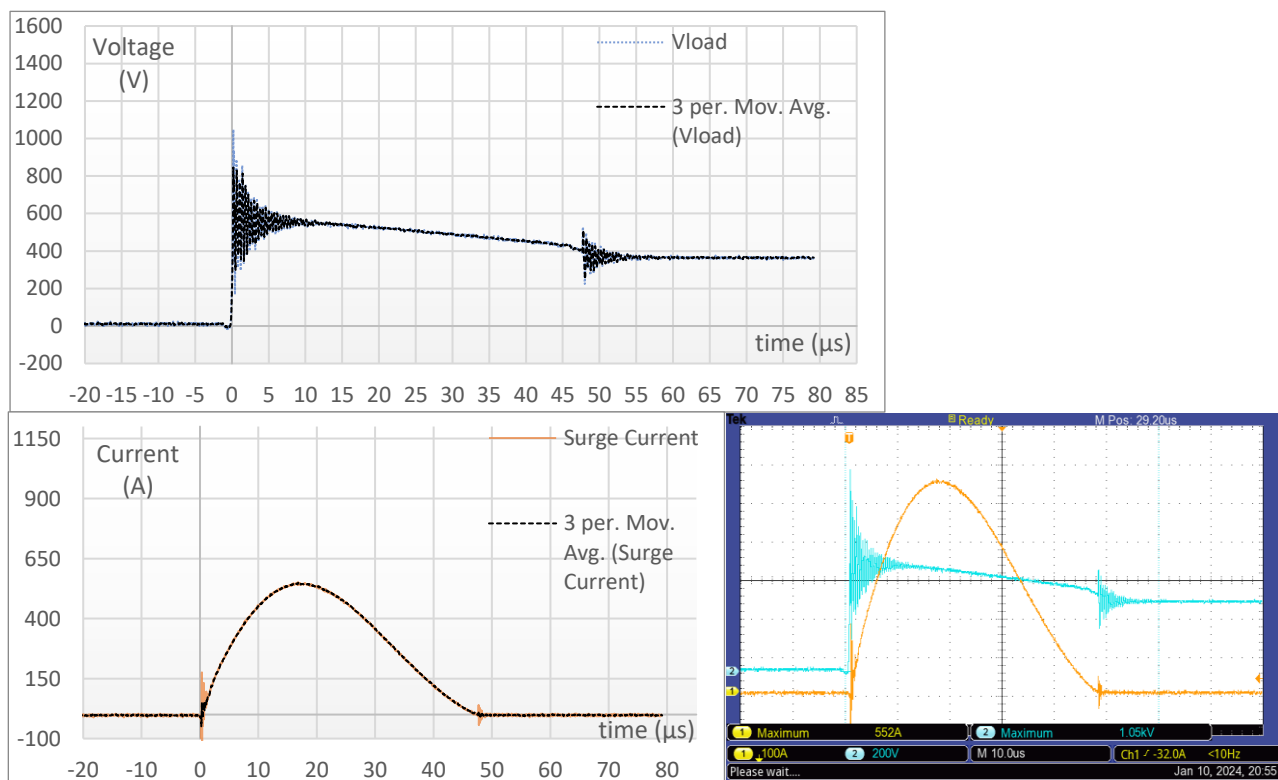 1600
1400
1200
1000
800
600
400
200
0
-200
Voltage
(V)
Vload
3 per. Mov. Avg.
(Vload)
time (µs)
-20 -15 -10 -5 0 5 10 15 20 25 30 35 40 45 50 55 60 65 70 75 80 85
1150
900
650
400
150
-100
Current
(A)
Surge Current
3 per. Mov.
Avg. (Surge
Current)
time (µs)
-20 -10 0 10 20 30 40 50 60 70 80
Tek Ready M Pos: 29.20us
T
2
1
1 Maximum 552A 2 Maximum 1.05kV
1 100A 2 200V M 10.0us Ch1 -32.0A <10Hz
Please wait.... Jan 10, 2024, 20:55